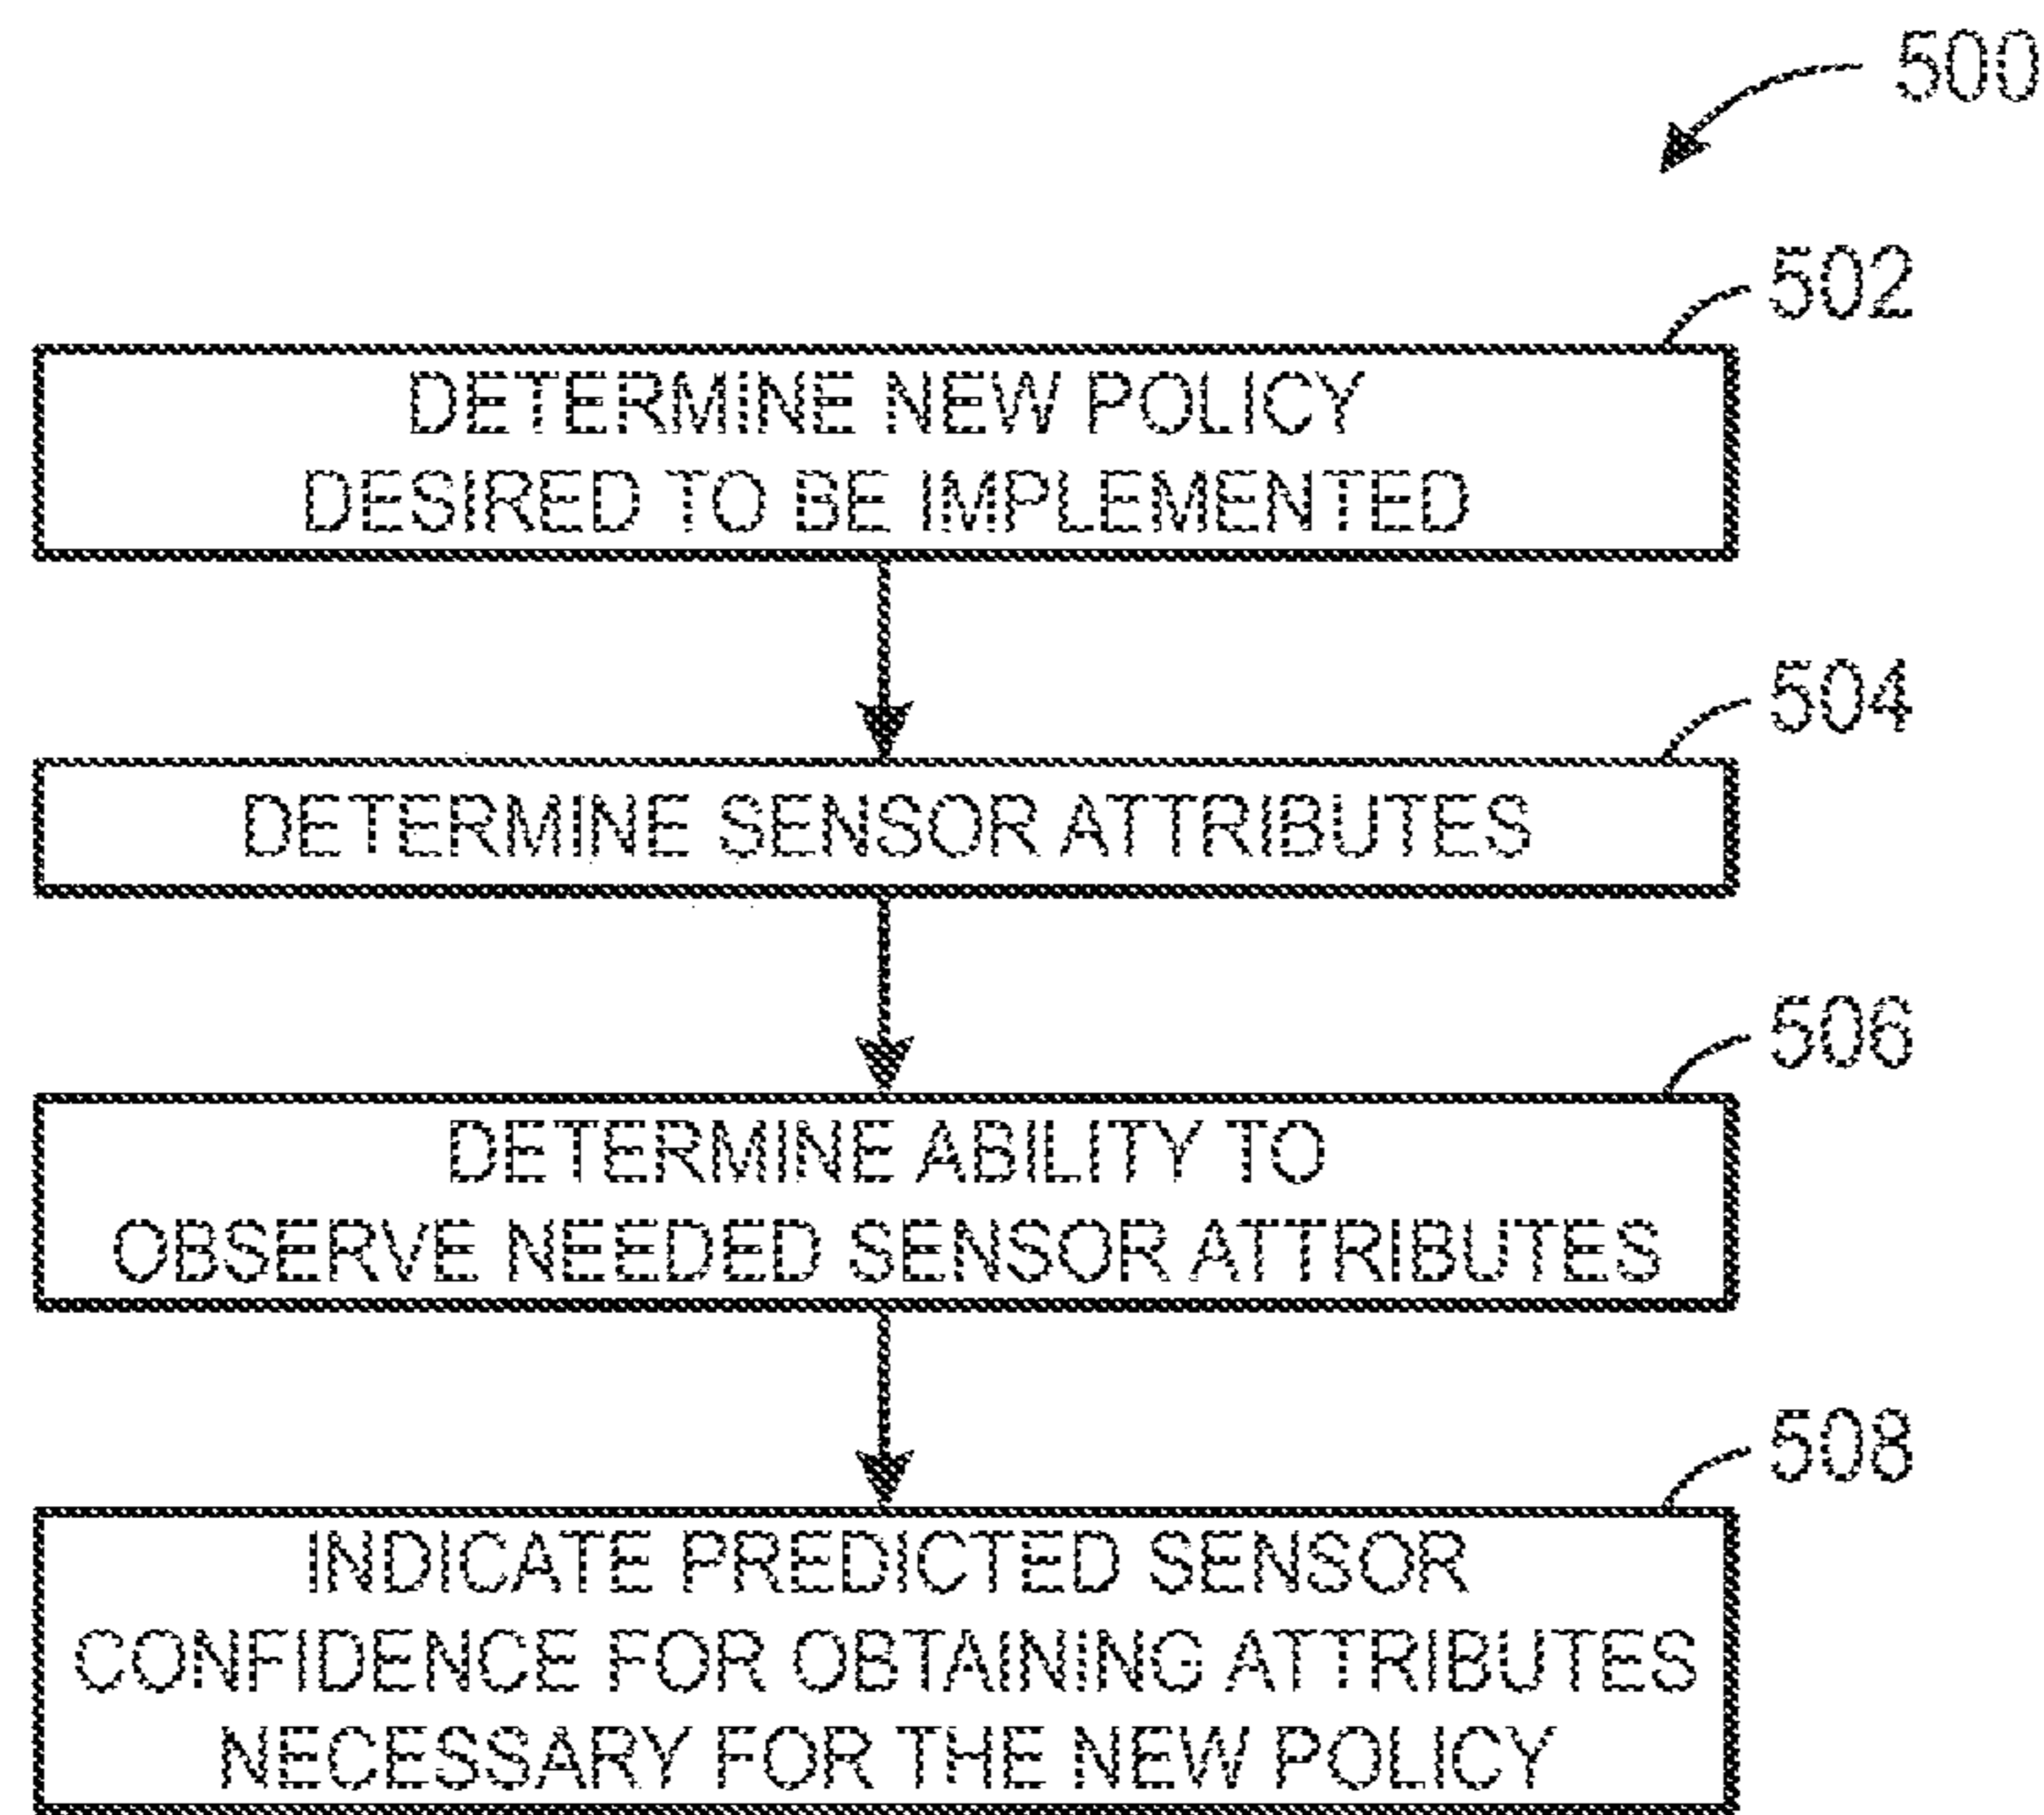 500
502
DETERMINE NEW POLICY
DESIRED TO BE IMPLEMENTED
504
DETERMINE SENSOR ATTRIBUTES
506
DETERMINE ABILITY TO
OBSERVE NEEDED SENSOR ATTRIBUTES
508
INDICATE PREDICTED SENSOR
CONFIDENCE FOR OBTAINING ATTRIBUTES
NECESSARY FOR THE NEW POLICY